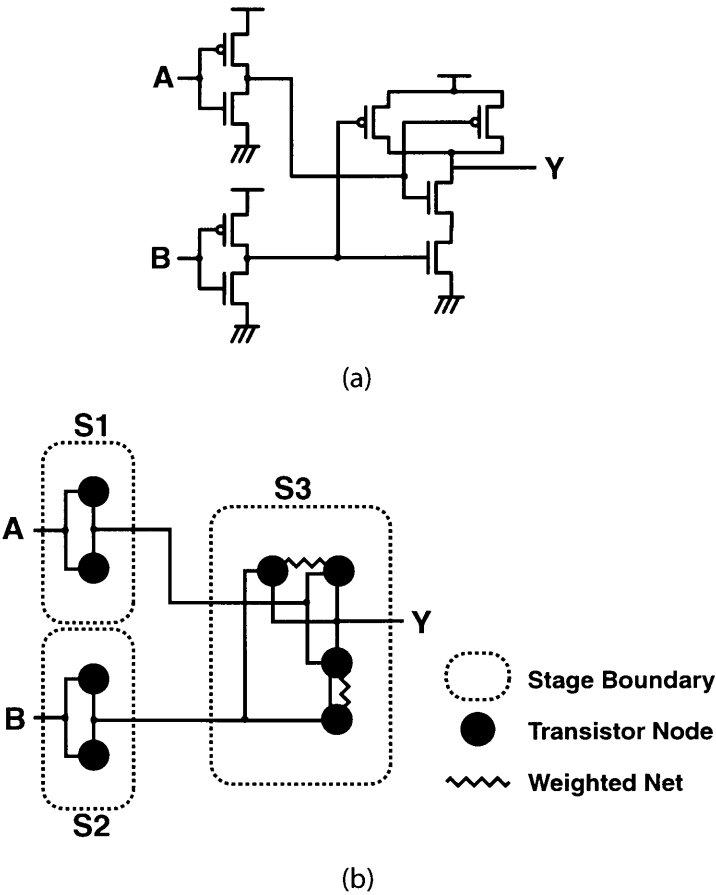 A
Y
B
(a)
S1
S3
A
Y
B
Stage Boundary
Transistor Node
Weighted Net
S2
(b)